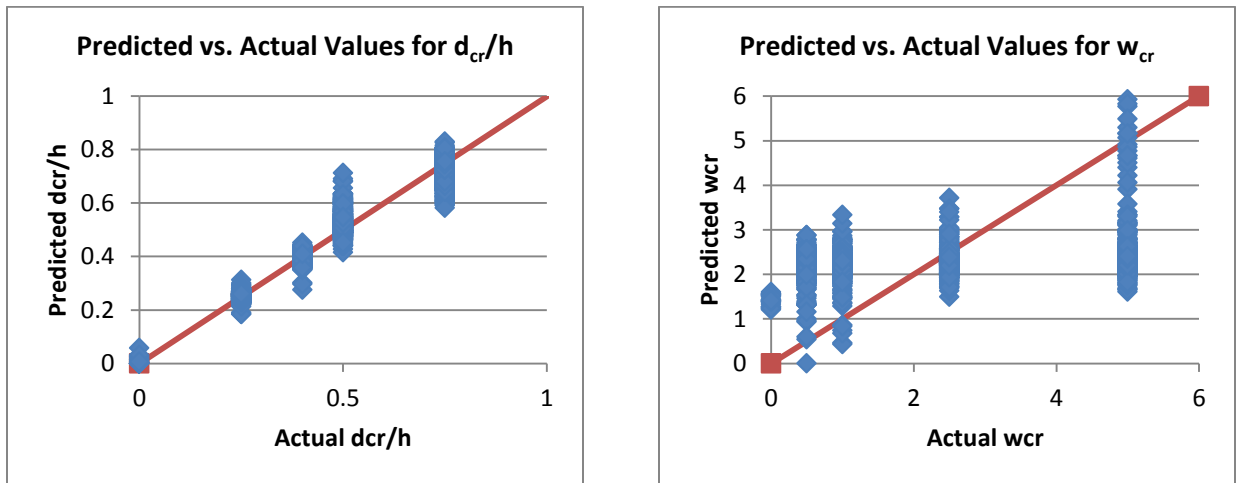 Predicted vs. Actual Values for dcr/h
1
0.8
0.6
0.4
0.2
0
Predicted dcr/h
0 0.5 1
Actual dcr/h
Predicted vs. Actual Values for wcr
6
5
4
3
2
1
0
Predicted wcr
0 2 4 6
Actual wcr